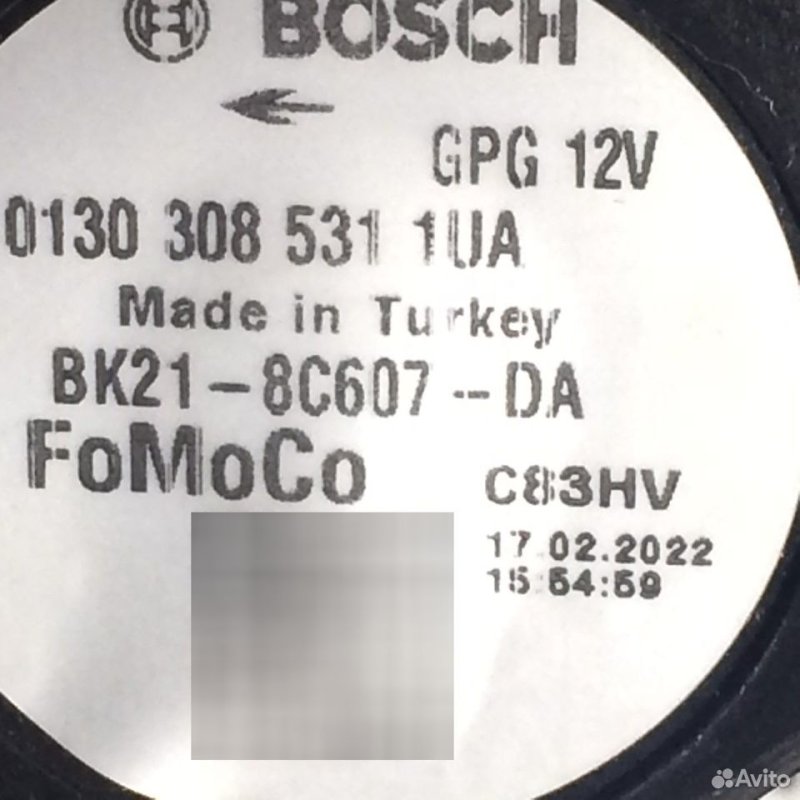 BOSCH
GPG 12V
0130 308 531 1UA
Made in Turkey
BK21-8C607--DA
FoMoCo
C83HV
17.02.2022
15:54:59
Avito